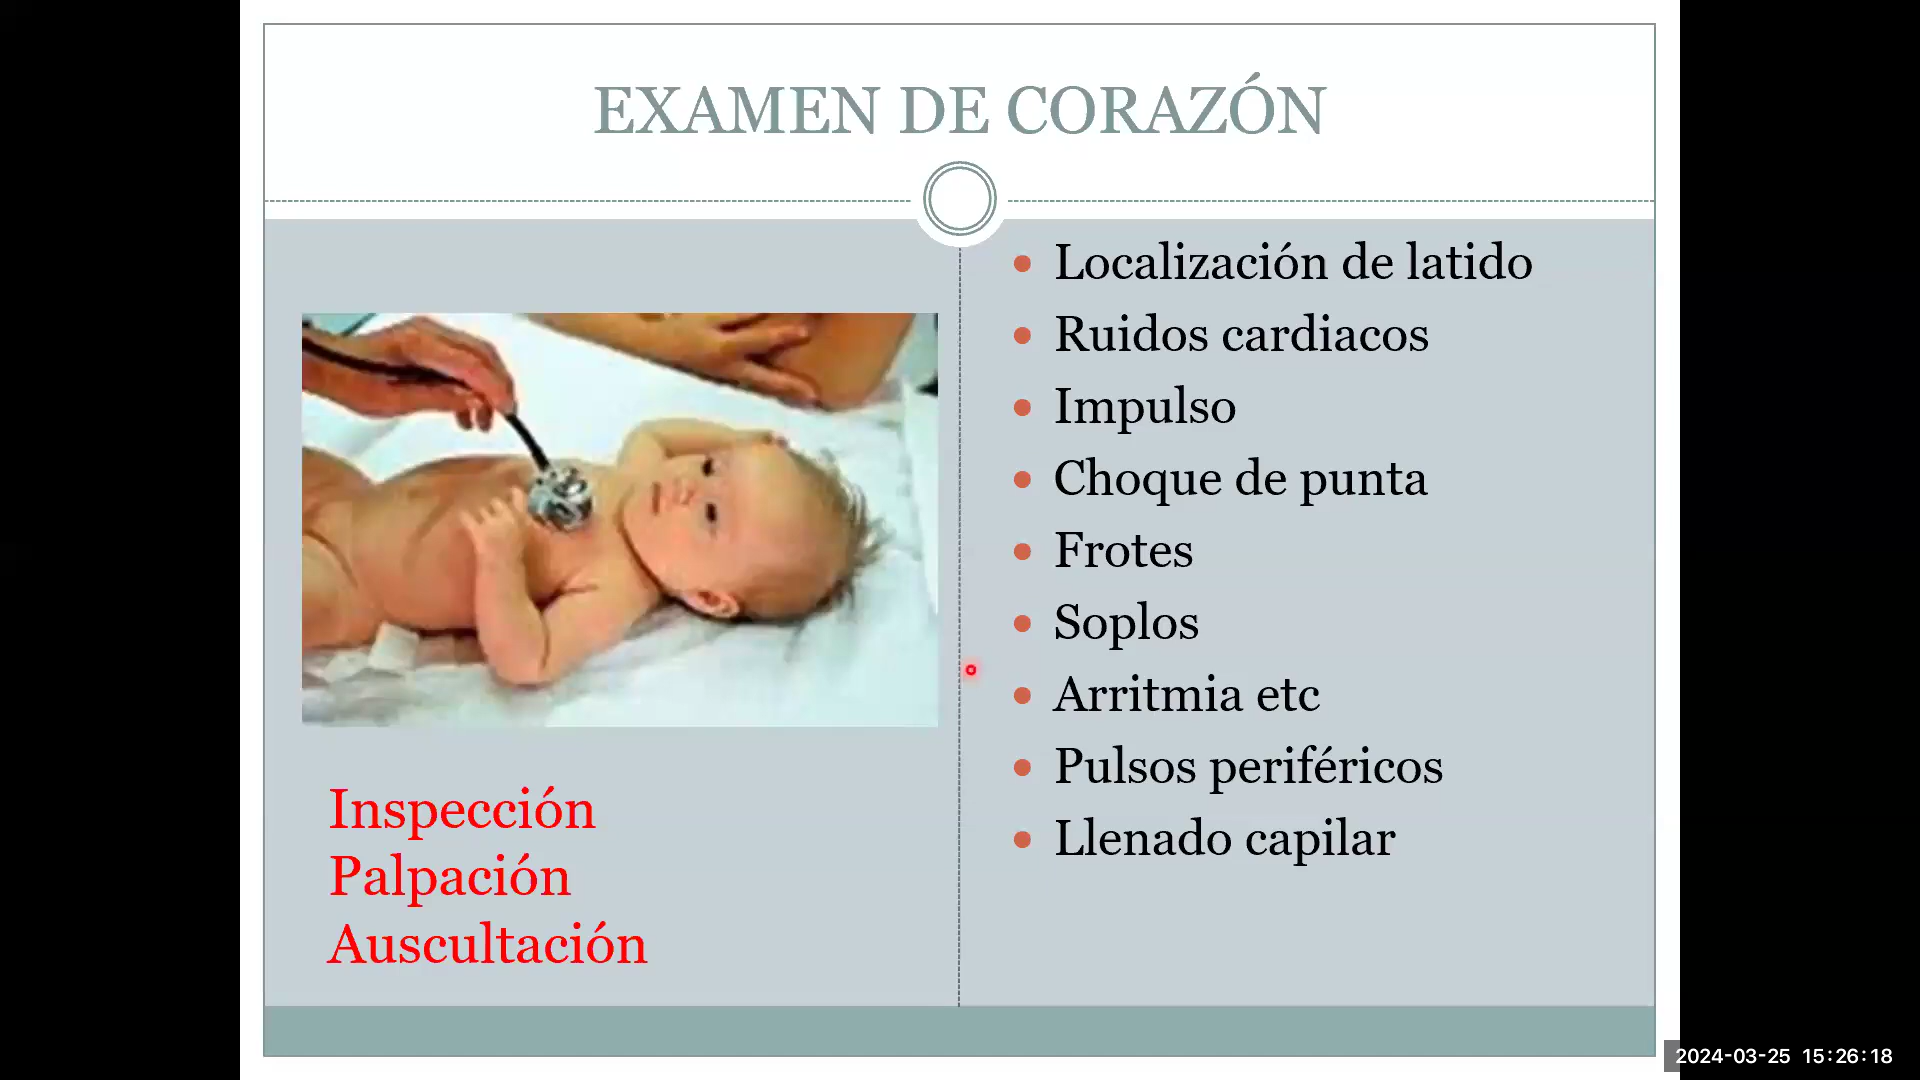 EXAMEN DE CORAZÓN
Inspección
Palpación
Auscultación
Localización de latido
Ruidos cardiacos
Impulso
Choque de punta
Frotes
Soplos
Arritmia etc
Pulsos periféricos
Llenado capilar
2024-03-25 15:26:18